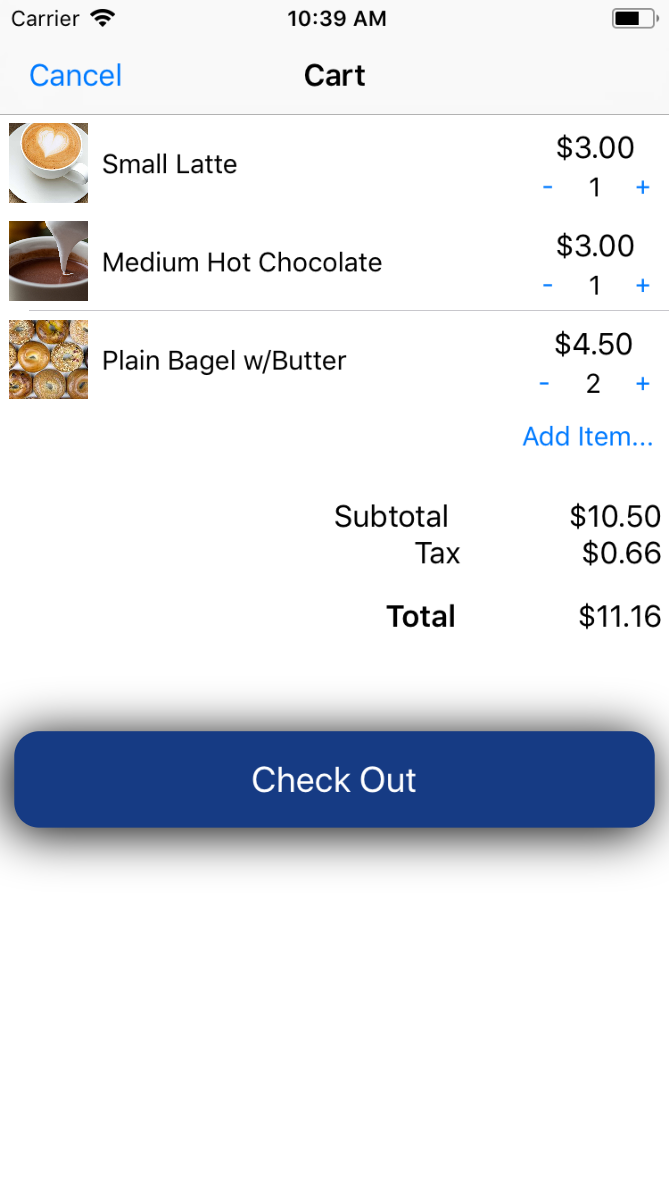 Carrier 10:39 AM
Cancel Cart
Small Latte $3.00
- 1 +
Medium Hot Chocolate $3.00
- 1 +
Plain Bagel w/Butter $4.50
- 2 +
Add Item...
Subtotal $10.50
Tax $0.66
Total $11.16
Check Out